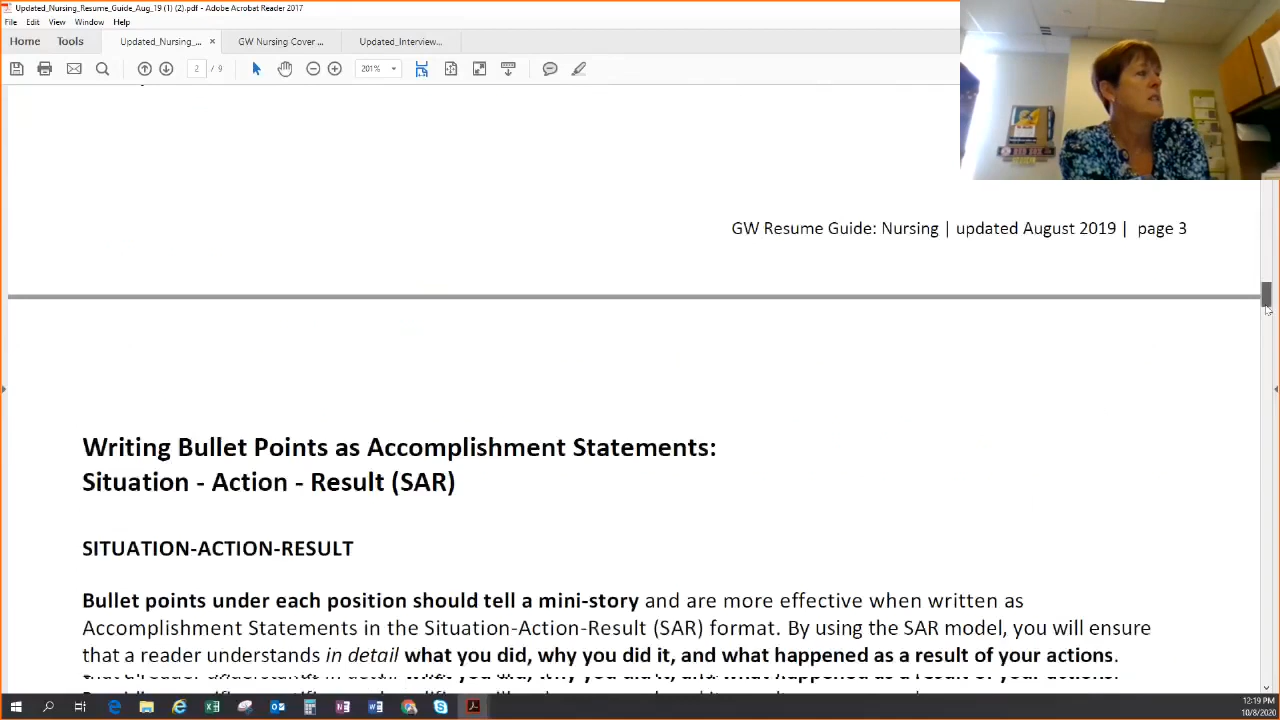 Updated_Nursing_Resume_Guide_Aug_19 (1) (2).pdf - Adobe Acrobat Reader 2017
File Edit View Window Help
Home Tools Updated_Nursing_... × GW Nursing Cover ... Updated_Interview...
2 / 9 201%
GW Resume Guide: Nursing | updated August 2019 | page 3
Writing Bullet Points as Accomplishment Statements:
Situation - Action - Result (SAR)
SITUATION-ACTION-RESULT
Bullet points under each position should tell a mini-story and are more effective when written as
Accomplishment Statements in the Situation-Action-Result (SAR) format. By using the SAR model, you will ensure
that a reader understands in detail what you did, why you did it, and what happened as a result of your actions.
12:19 PM
10/8/2020